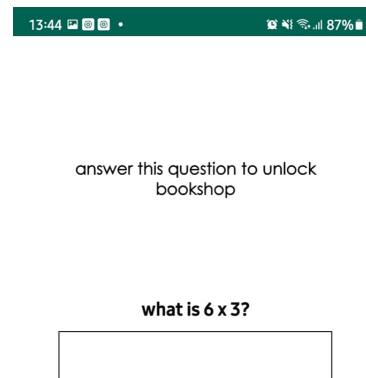 13:44 87%
answer this question to unlock
bookshop
what is 6 x 3?